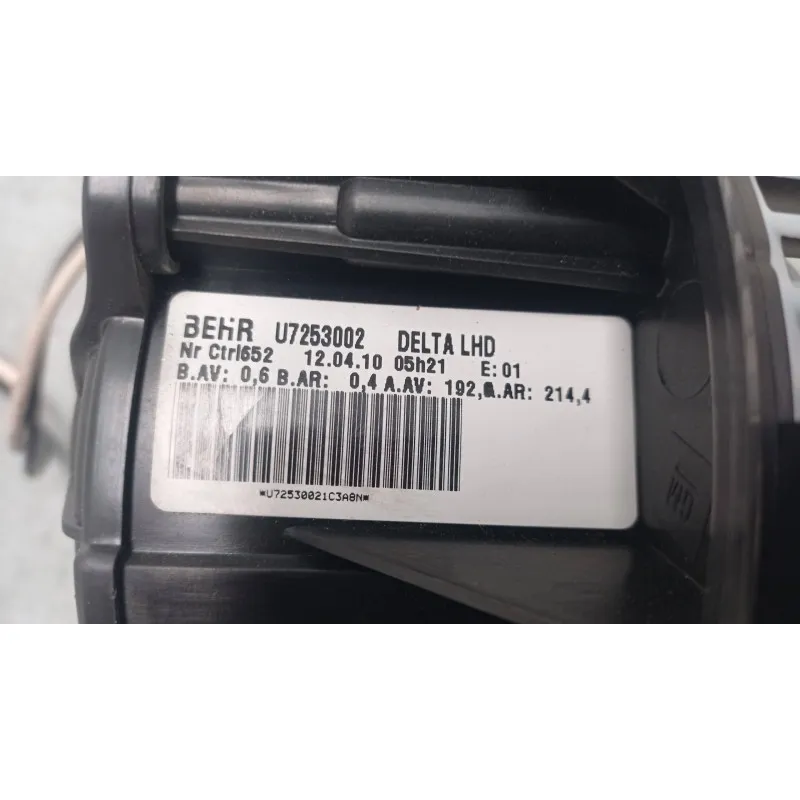 BEHR U7253002 DELTA LHD
Nr Ctrl652 12.04.10 05h21 E:01
B.AV: 0,6 B.AR: 0,4 A.AV: 192, A.AR: 214,4
*U72530021C3A8N*